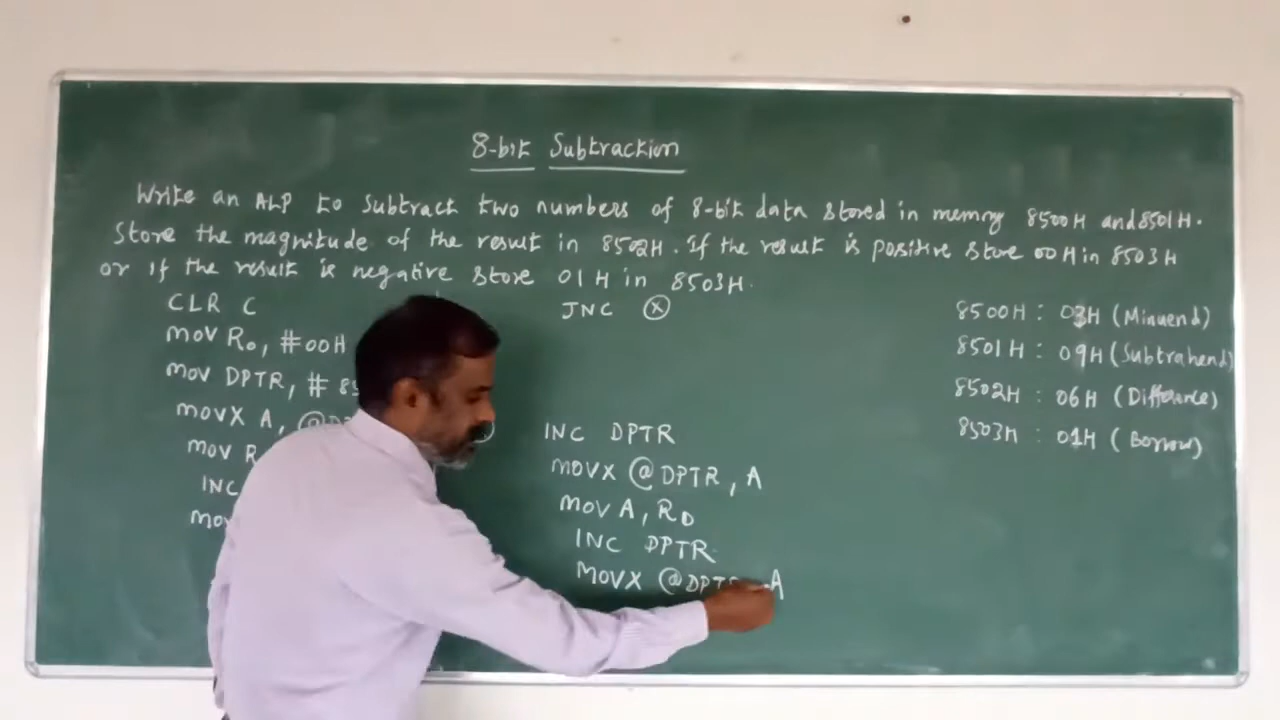 8-bit Subtraction
Write an ALP to Subtract two numbers of 8-bit data stored in memory 8500H and 8501H.
Store the magnitude of the result in 8502H. If the result is positive store 00H in 8503H
or if the result is negative store 01H in 8503H.
CLR C
MOV R0, #00H
MOV DPTR, # 85
MOVX A, @D
MOV R
INC
MOV
JNC (X)
INC DPTR
MOVX @DPTR, A
MOV A, R0
INC DPTR
MOVX @DPT A
8500H : 03H (Minuend)
8501H : 09H (Subtrahend)
8502H : 06H (Difference)
8503H : 01H (Borrow)